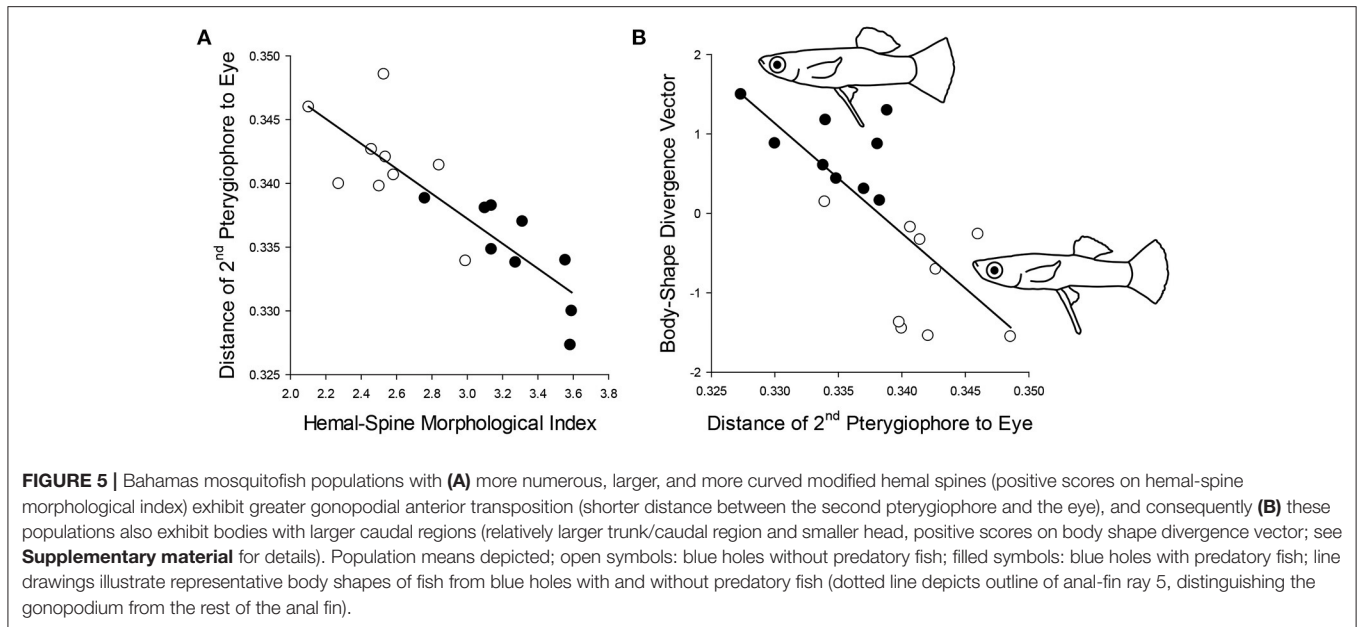 A
B
0.350
0.345
0.340
0.335
0.330
0.325
Distance of 2nd Pterygiophore to Eye
2.0 2.2 2.4 2.6 2.8 3.0 3.2 3.4 3.6 3.8
Hemal-Spine Morphological Index
2
1
0
-1
-2
Body-Shape Divergence Vector
0.325 0.330 0.335 0.340 0.345 0.350
Distance of 2nd Pterygiophore to Eye
FIGURE 5 | Bahamas mosquitofish populations with (A) more numerous, larger, and more curved modified hemal spines (positive scores on hemal-spine
morphological index) exhibit greater gonopodial anterior transposition (shorter distance between the second pterygiophore and the eye), and consequently (B) these
populations also exhibit bodies with larger caudal regions (relatively larger trunk/caudal region and smaller head, positive scores on body shape divergence vector; see
Supplementary material for details). Population means depicted; open symbols: blue holes without predatory fish; filled symbols: blue holes with predatory fish; line
drawings illustrate representative body shapes of fish from blue holes with and without predatory fish (dotted line depicts outline of anal-fin ray 5, distinguishing the
gonopodium from the rest of the anal fin).